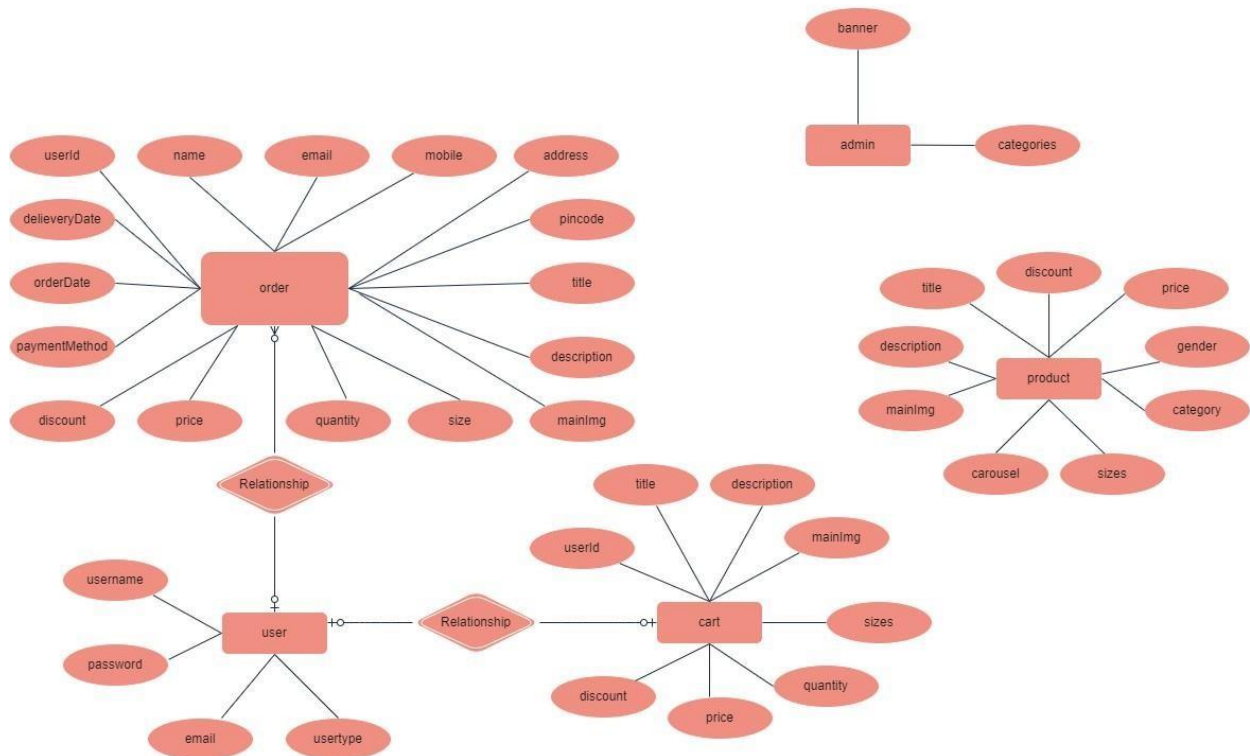 banner
admin
categories
userId
name
email
mobile
address
delieveryDate
pincode
orderDate
order
title
paymentMethod
description
discount
price
quantity
size
mainImg
Relationship
discount
title
price
description
gender
product
mainImg
category
carousel
sizes
title
description
userId
mainImg
username
user
Relationship
cart
sizes
password
discount
quantity
price
email
usertype